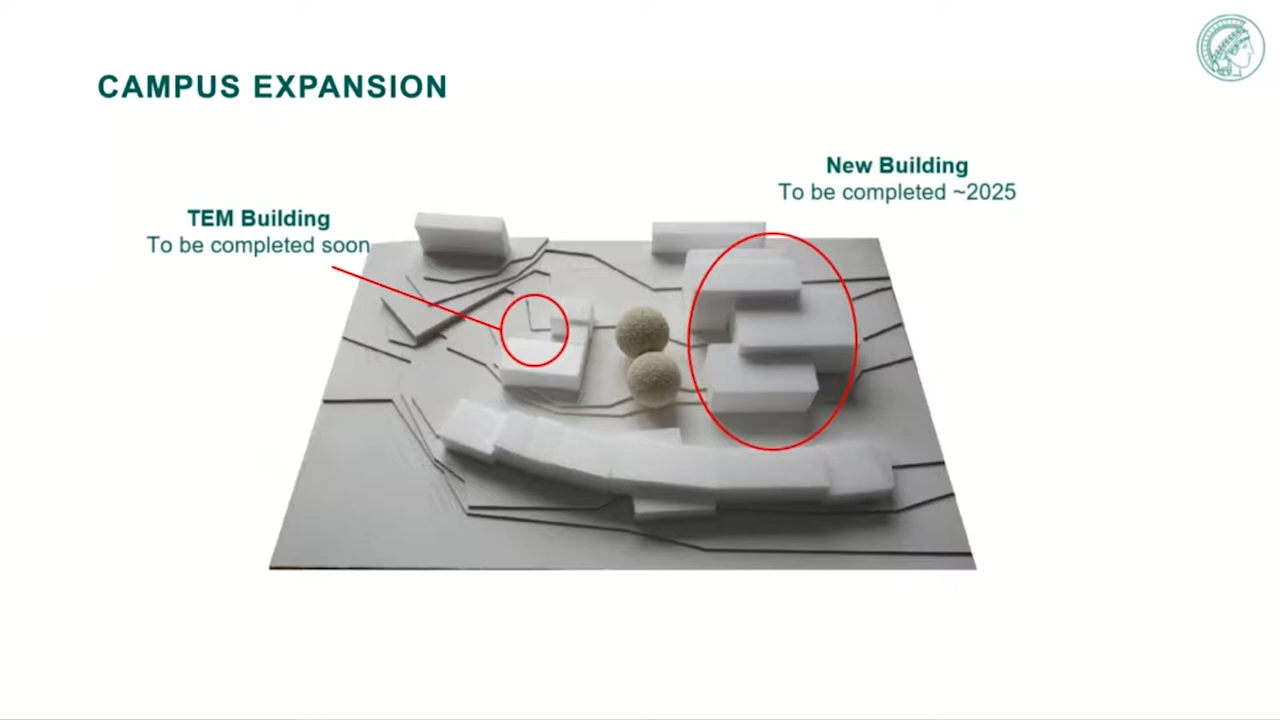 CAMPUS EXPANSION
New Building
To be completed ~2025
TEM Building
To be completed soon